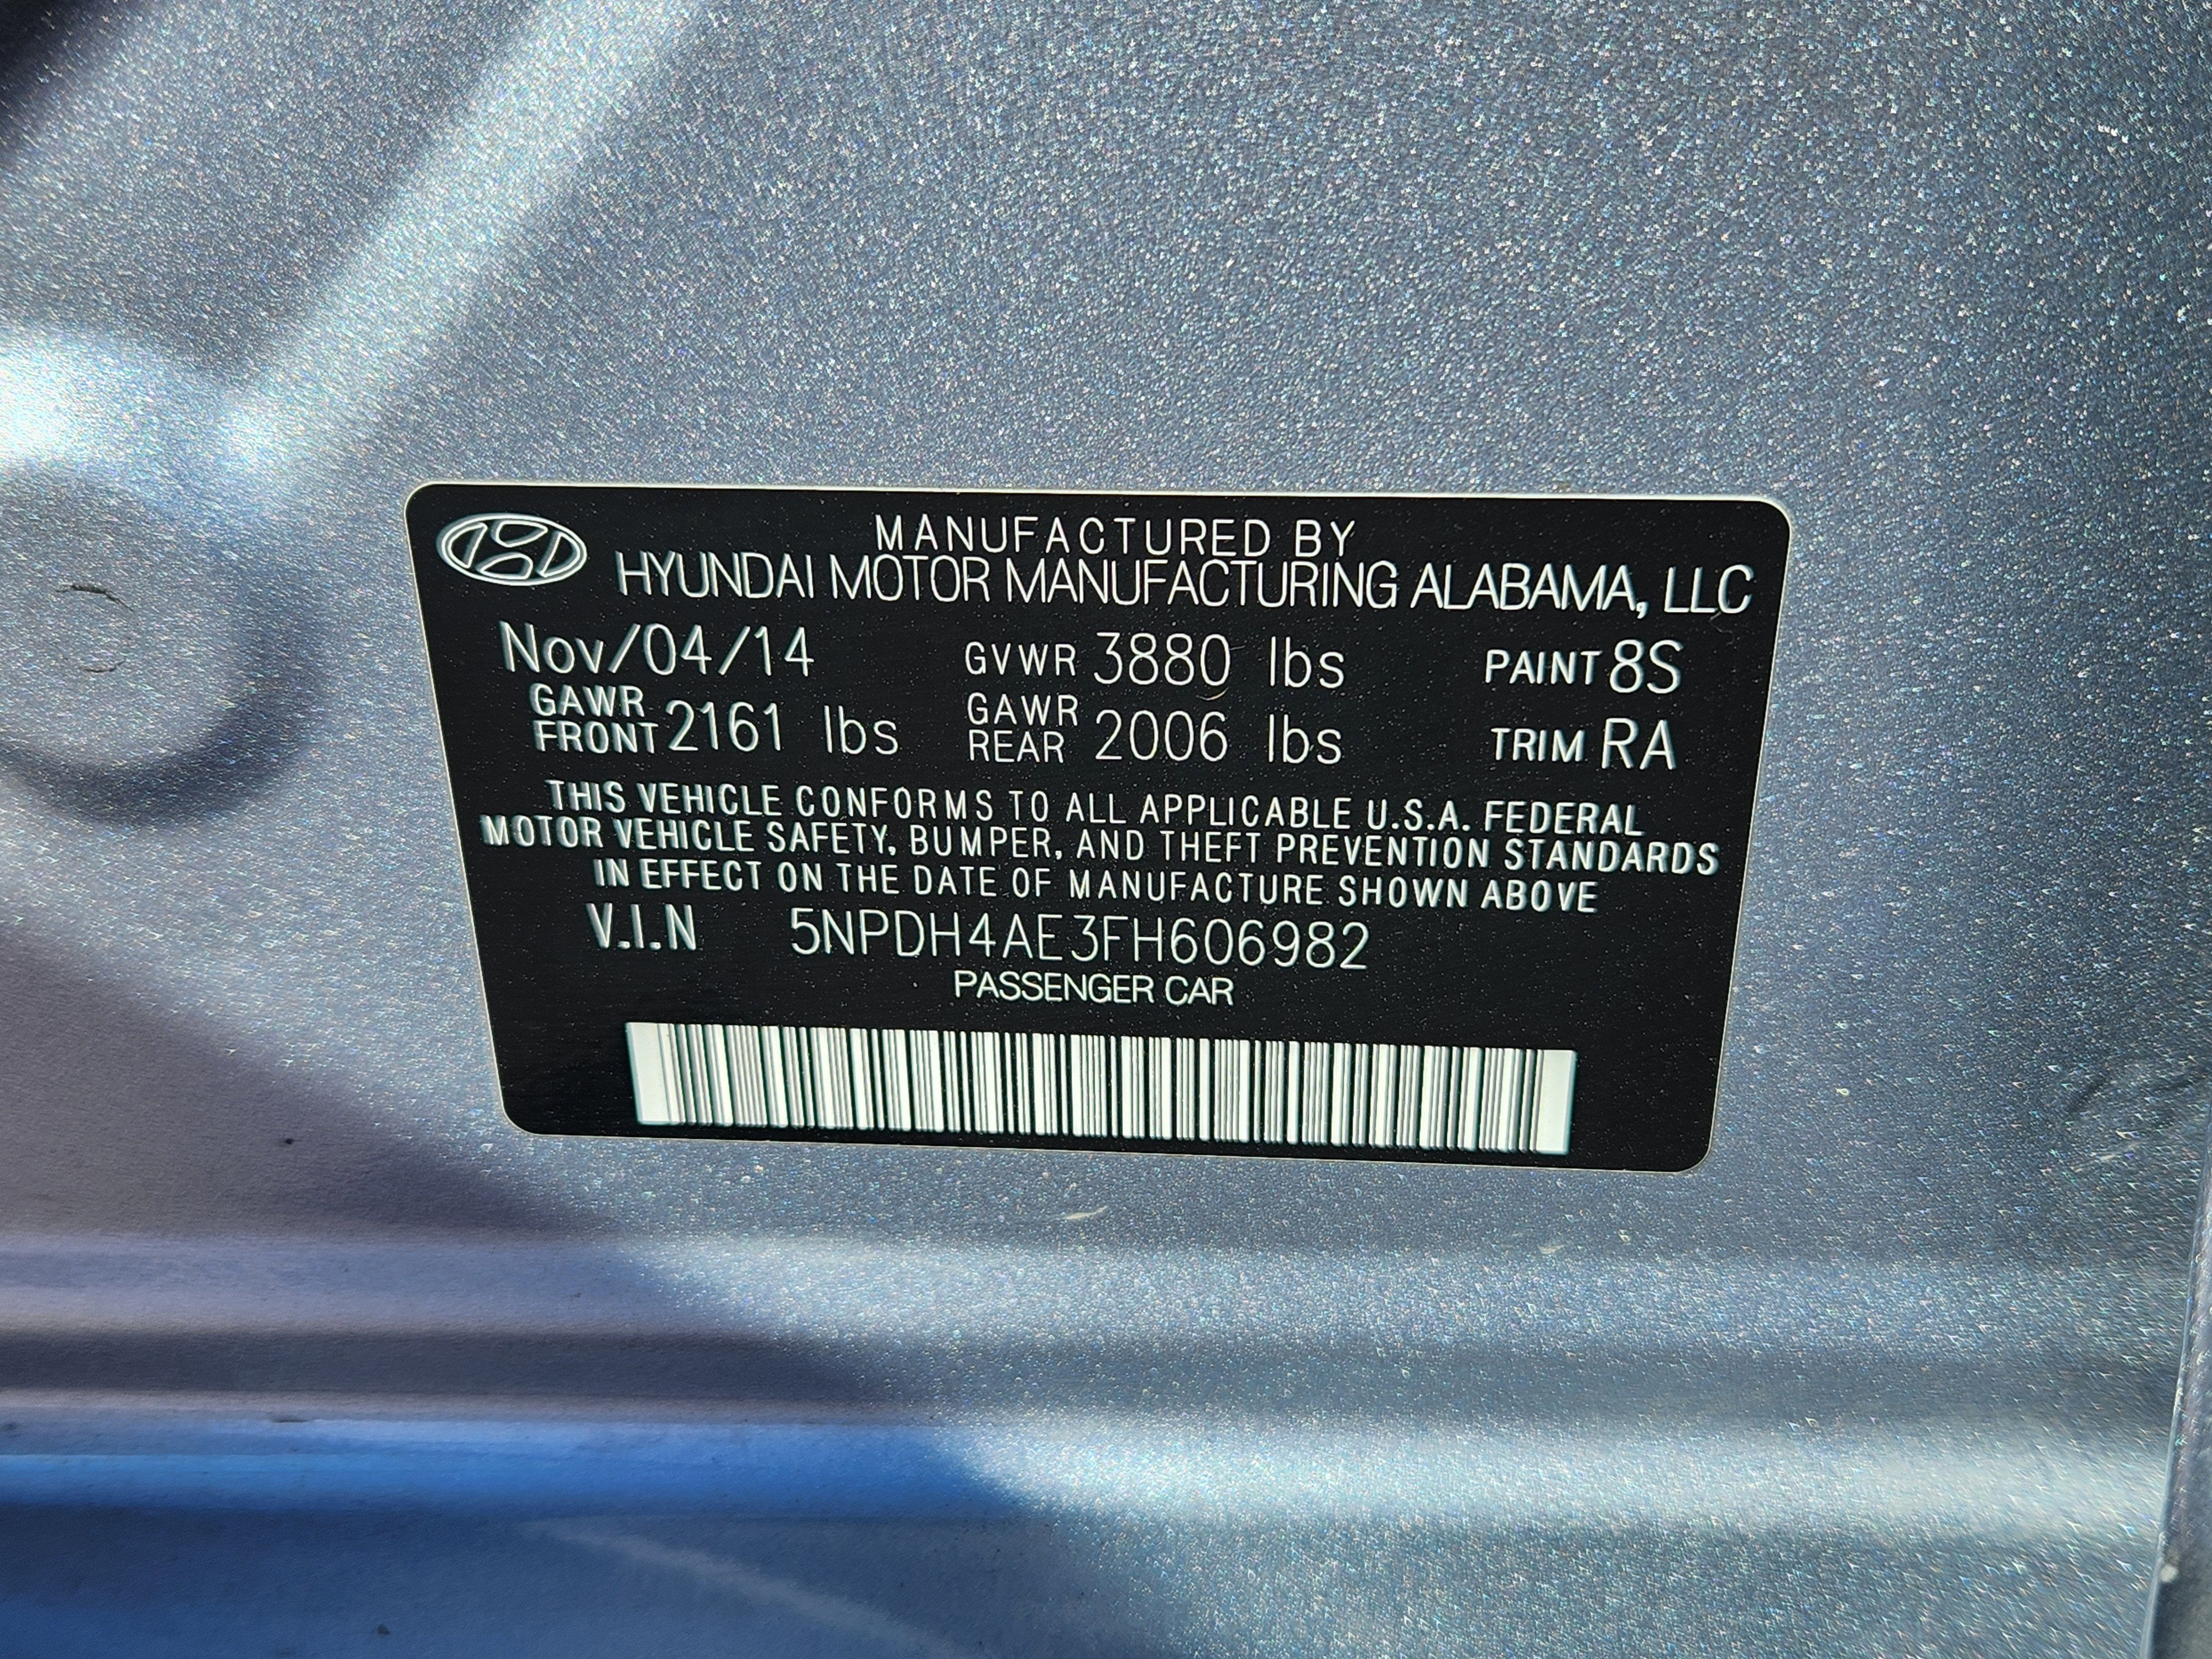 MANUFACTURED BY
HYUNDAI MOTOR MANUFACTURING ALABAMA, LLC
Nov/04/14 GVWR 3880 lbs PAINT 8S
GAWR FRONT 2161 lbs GAWR REAR 2006 lbs TRIM RA
THIS VEHICLE CONFORMS TO ALL APPLICABLE U.S.A. FEDERAL
MOTOR VEHICLE SAFETY, BUMPER, AND THEFT PREVENTION STANDARDS
IN EFFECT ON THE DATE OF MANUFACTURE SHOWN ABOVE
V.I.N 5NPDH4AE3FH606982
PASSENGER CAR